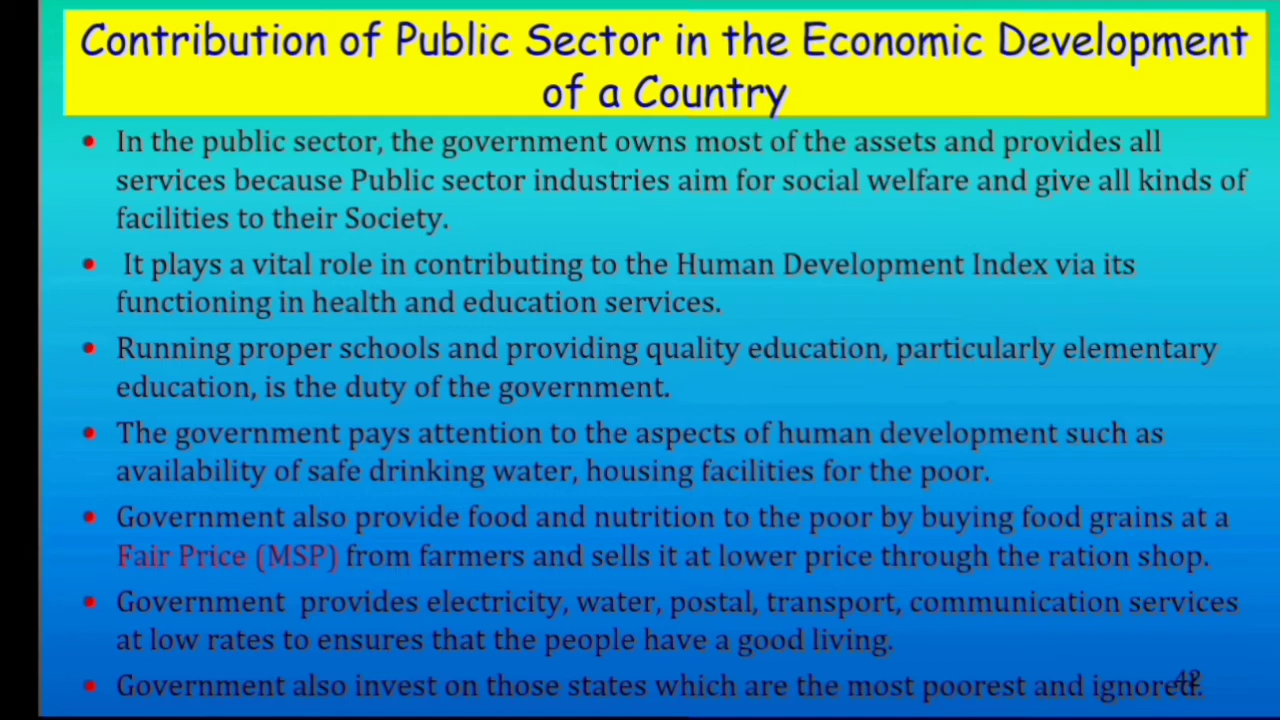 Contribution of Public Sector in the Economic Development
of a Country
• In the public sector, the government owns most of the assets and provides all
services because Public sector industries aim for social welfare and give all kinds of
facilities to their Society.
• It plays a vital role in contributing to the Human Development Index via its
functioning in health and education services.
• Running proper schools and providing quality education, particularly elementary
education, is the duty of the government.
• The government pays attention to the aspects of human development such as
availability of safe drinking water, housing facilities for the poor.
• Government also provide food and nutrition to the poor by buying food grains at a
Fair Price (MSP) from farmers and sells it at lower price through the ration shop.
• Government provides electricity, water, postal, transport, communication services
at low rates to ensures that the people have a good living.
• Government also invest on those states which are the most poorest and ignored.
42